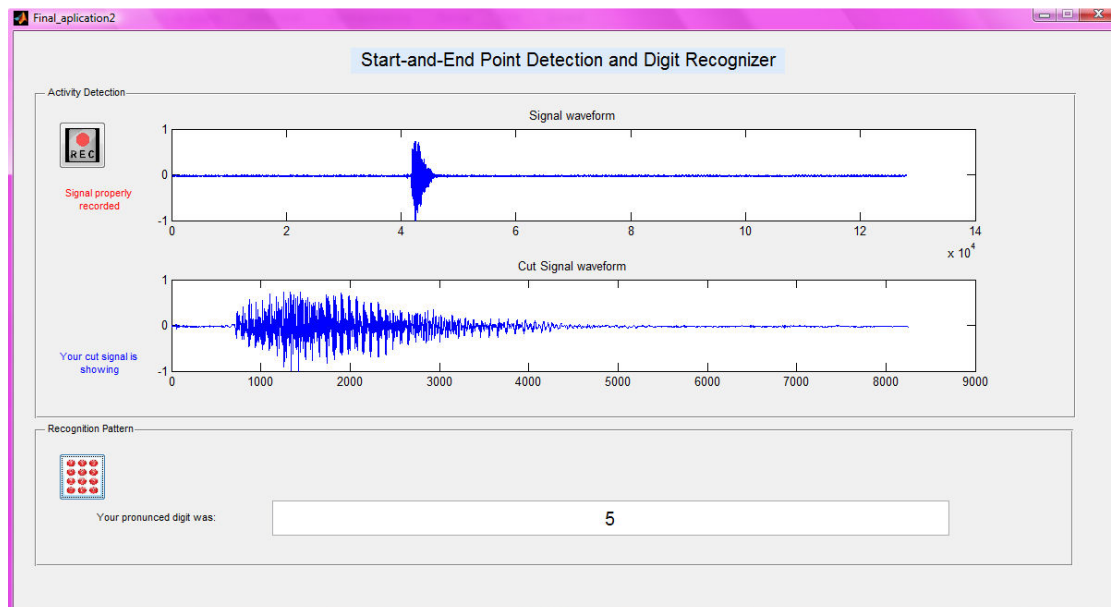 Final_aplication2
Start-and-End Point Detection and Digit Recognizer
Activity Detection
REC
Signal properly
recorded
Signal waveform
1
0
-1
0 2 4 6 8 10 12 14
x 10^4
Cut Signal waveform
1
0
-1
0 1000 2000 3000 4000 5000 6000 7000 8000 9000
Your cut signal is
showing
Recognition Pattern
Your pronunced digit was:
5